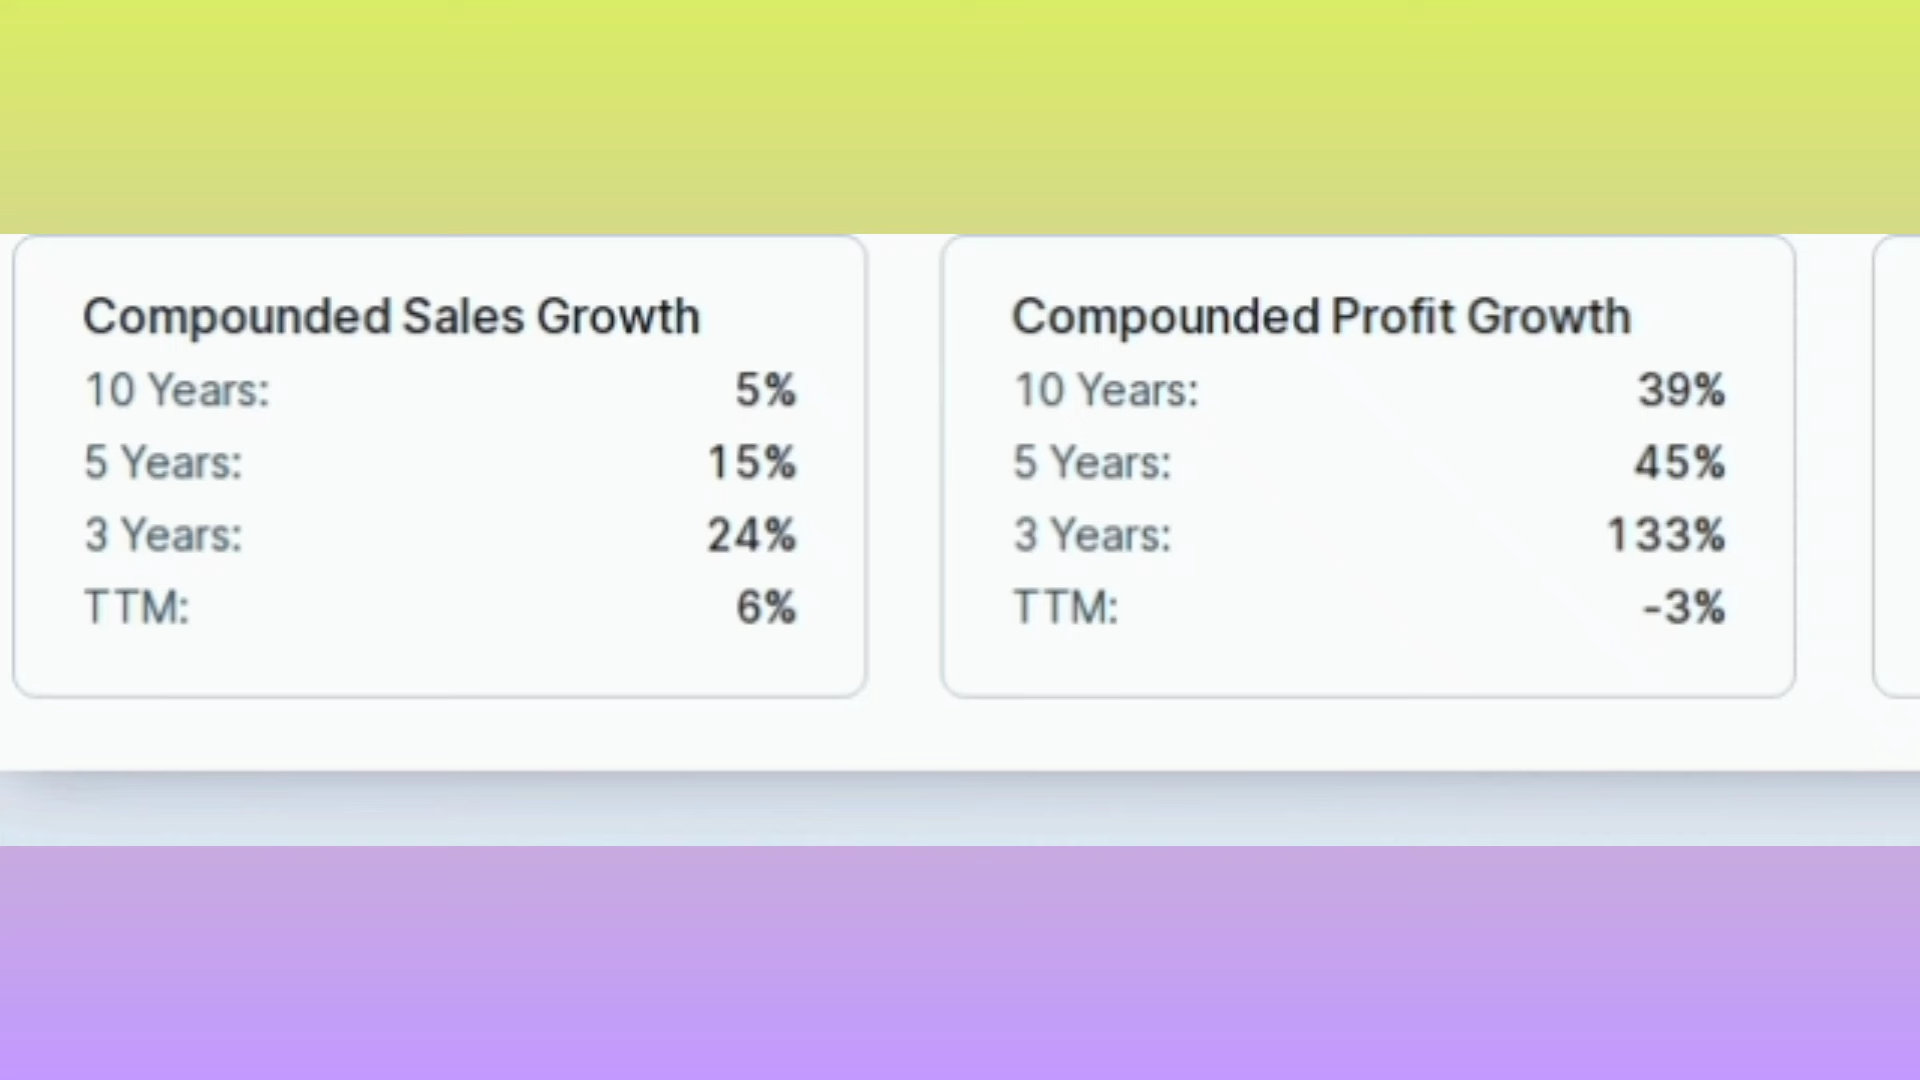 Compounded Sales Growth
10 Years: 5%
5 Years: 15%
3 Years: 24%
TTM: 6%
Compounded Profit Growth
10 Years: 39%
5 Years: 45%
3 Years: 133%
TTM: -3%